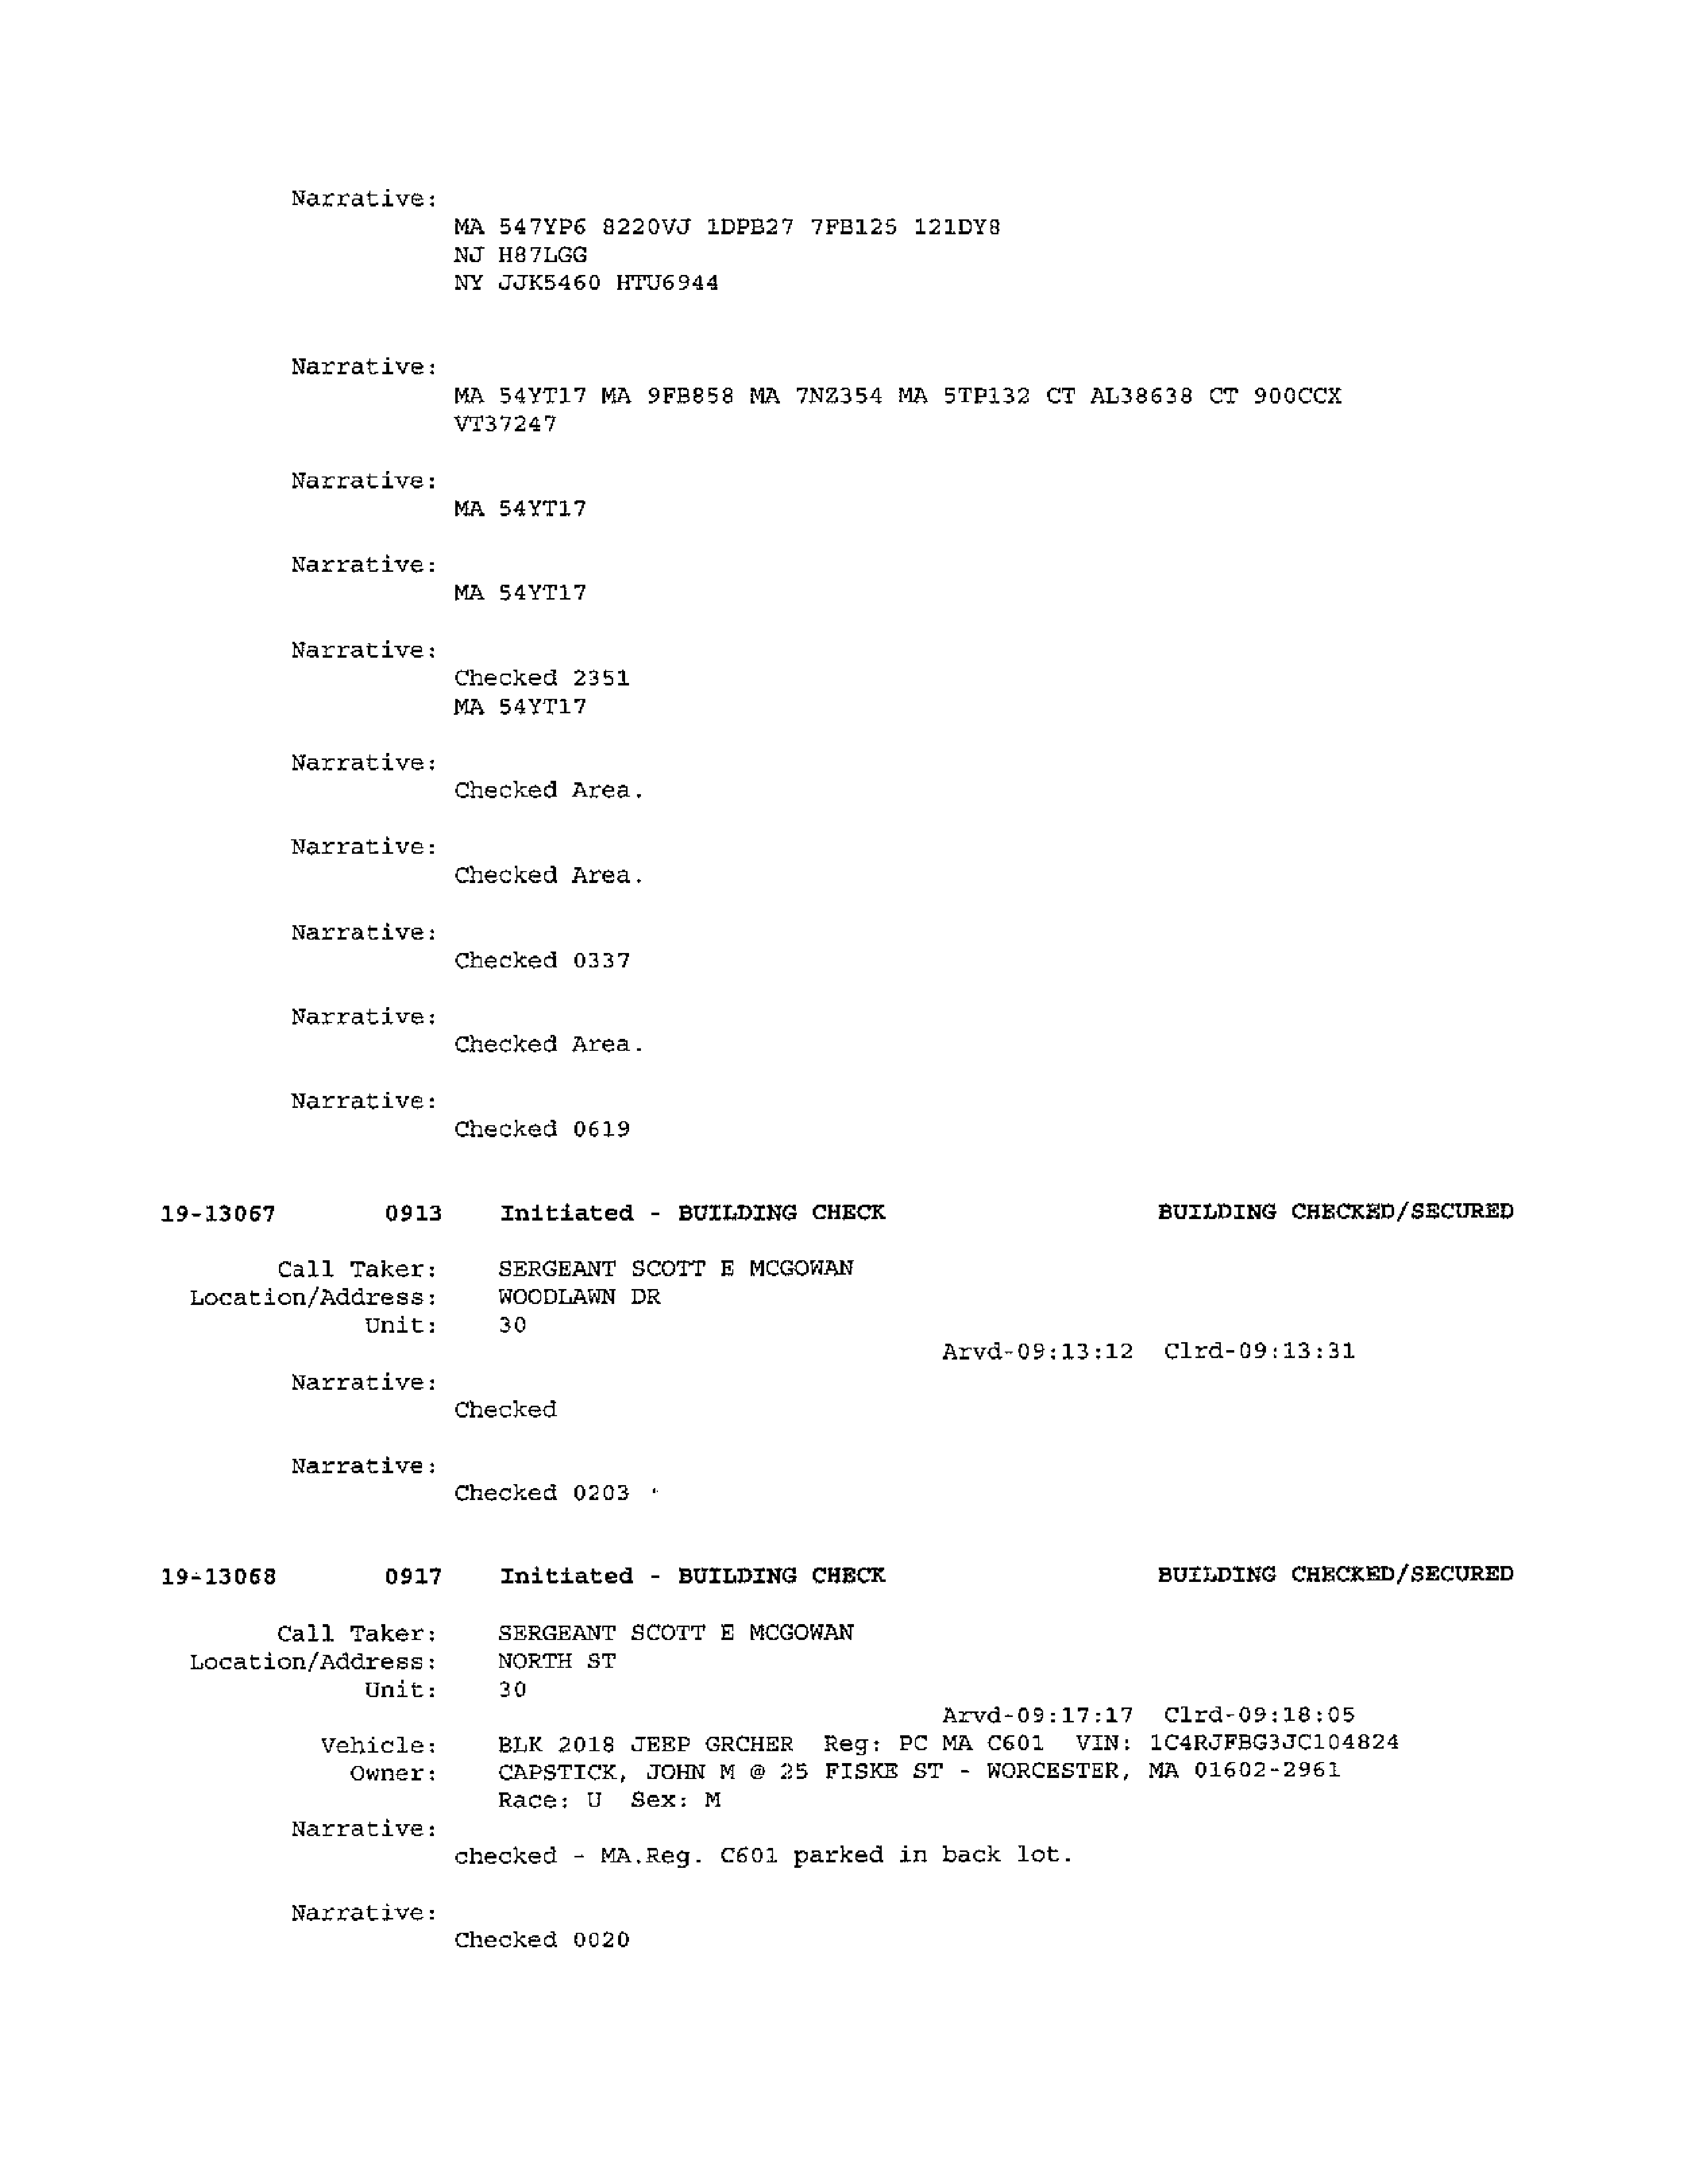 Narrative:
MA 547YP6 8220VJ 1DPB27 7FB125 121DY8
NJ H87LGG
NY JJK5460 HTU6944
Narrative:
MA 54YT17 MA 9FB858 MA 7NZ354 MA 5TP132 CT AL38638 CT 900CCX
VT37247
Narrative:
MA 54YT17
Narrative:
MA 54YT17
Narrative:
Checked 2351
MA 54YT17
Narrative:
Checked Area.
Narrative:
Checked Area.
Narrative:
Checked 0337
Narrative:
Checked Area.
Narrative:
Checked 0619
19-13067 0913 Initiated - BUILDING CHECK BUILDING CHECKED/SECURED
Call Taker: SERGEANT SCOTT E MCGOWAN
Location/Address: WOODLAWN DR
Unit: 30
Arvd-09:13:12 Clrd-09:13:31
Narrative:
Checked
Narrative:
Checked 0203
19-13068 0917 Initiated - BUILDING CHECK BUILDING CHECKED/SECURED
Call Taker: SERGEANT SCOTT E MCGOWAN
Location/Address: NORTH ST
Unit: 30
Arvd-09:17:17 Clrd-09:18:05
Vehicle: BLK 2018 JEEP GRCHER Reg: PC MA C601 VIN: 1C4RJFBG3JC104824
Owner: CAPSTICK, JOHN M @ 25 FISKE ST - WORCESTER, MA 01602-2961
Race: U Sex: M
Narrative:
checked - MA.Reg. C601 parked in back lot.
Narrative:
Checked 0020